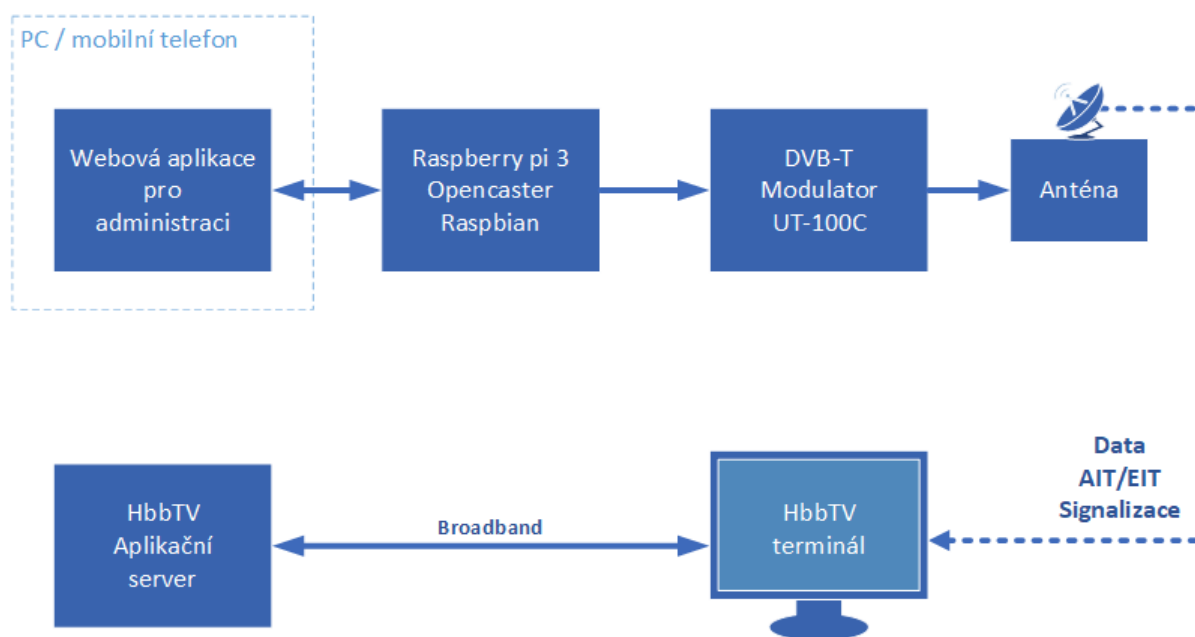 PC / mobilní telefon
Webová aplikace
pro
administraci
Raspberry pi 3
Opencaster
Raspbian
DVB-T
Modulator
UT-100C
Anténa
HbbTV
Aplikační
server
Broadband
HbbTV
terminál
Data
AIT/EIT
Signalizace